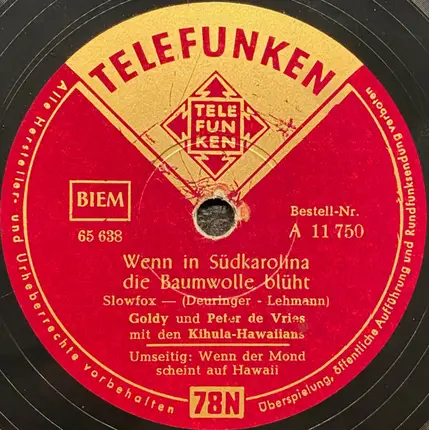 TELEFUNKEN
TELE
FUN
KEN
BIEM
65 638
Bestell-Nr.
A 11 750
Wenn in Südkarolina
die Baumwolle blüht
Slowfox — (Deuringer - Lehmann)
Goldy und Peter de Vries
mit den Kihula-Hawaiians
Umseitig: Wenn der Mond
scheint auf Hawaii
78N
Alle Hersteller- und Urheberrechte vorbehalten
Überspielung, öffentliche Aufführung und Rundfunksendung verboten